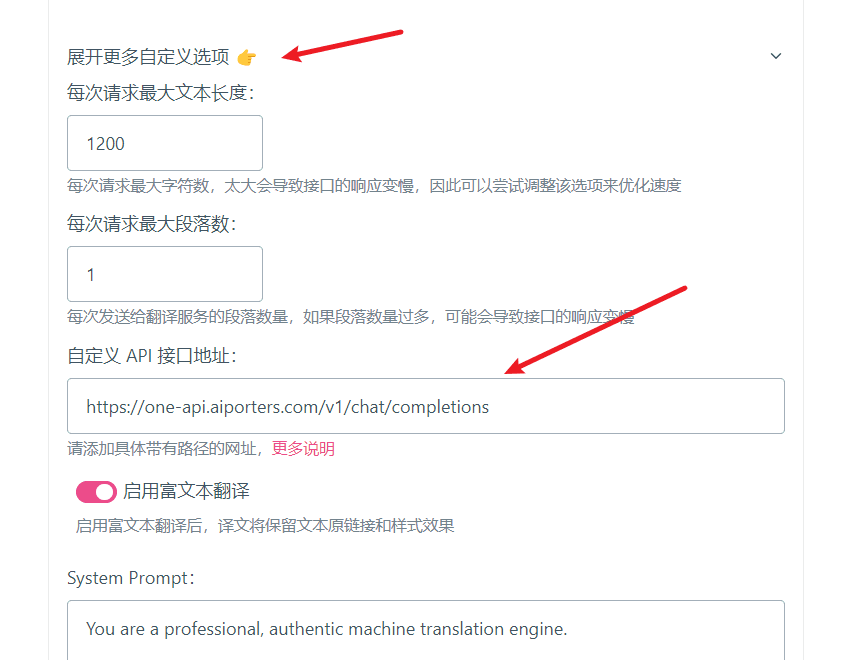 展开更多自定义选项 👉
每次请求最大文本长度：
1200
每次请求最大字符数，太大会导致接口的响应变慢，因此可以尝试调整该选项来优化速度
每次请求最大段落数：
1
每次发送给翻译服务的段落数量，如果段落数量过多，可能会导致接口的响应变慢
自定义 API 接口地址：
https://one-api.aiporters.com/v1/chat/completions
请添加具体带有路径的网址，更多说明
启用富文本翻译
启用富文本翻译后，译文将保留文本原链接和样式效果
System Prompt：
You are a professional, authentic machine translation engine.